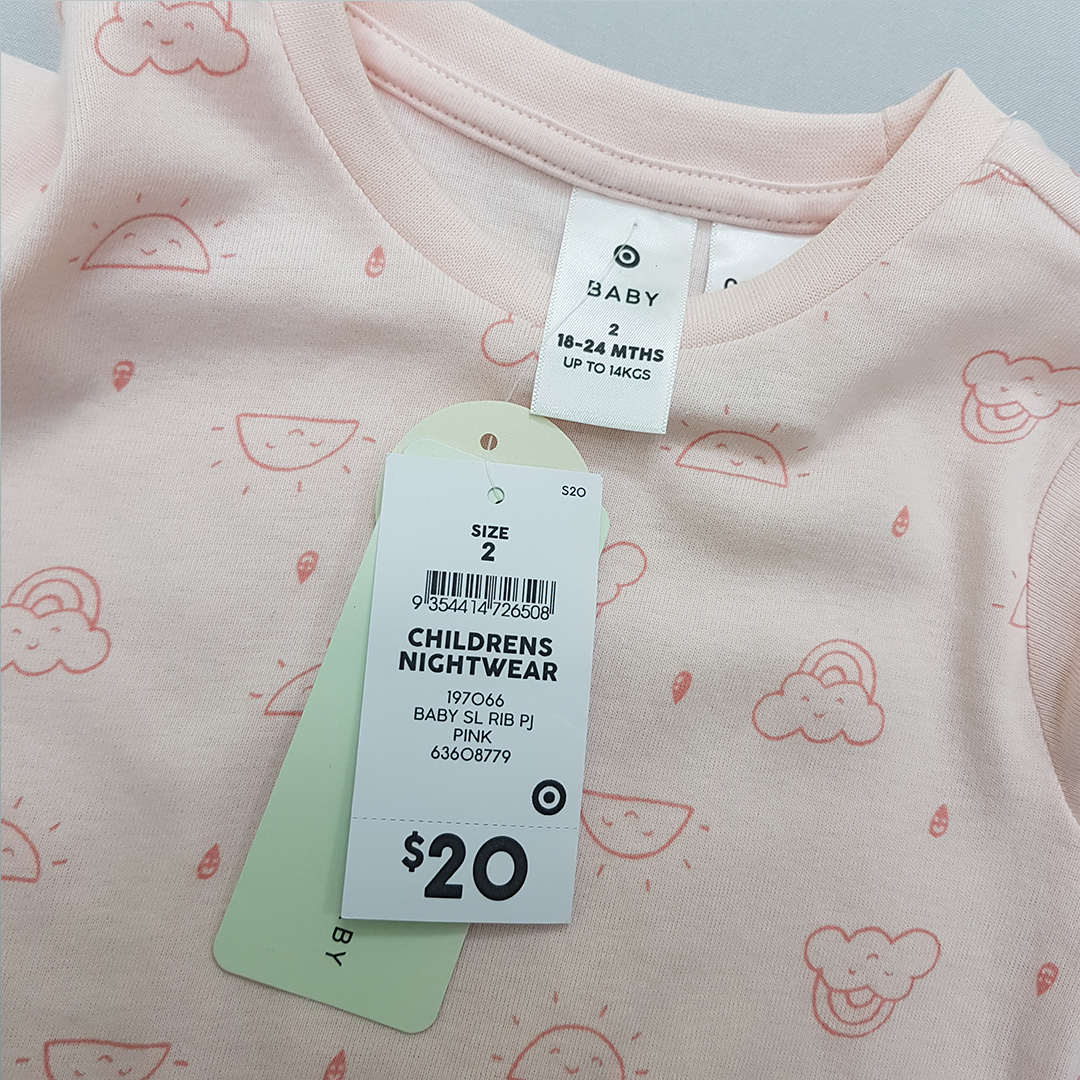 BABY
2
18-24 MTHS
UP TO 14KGS
S20
SIZE
2
9 354414 726508
CHILDRENS
NIGHTWEAR
197066
BABY SL RIB PJ
PINK
63608779
$20
BY